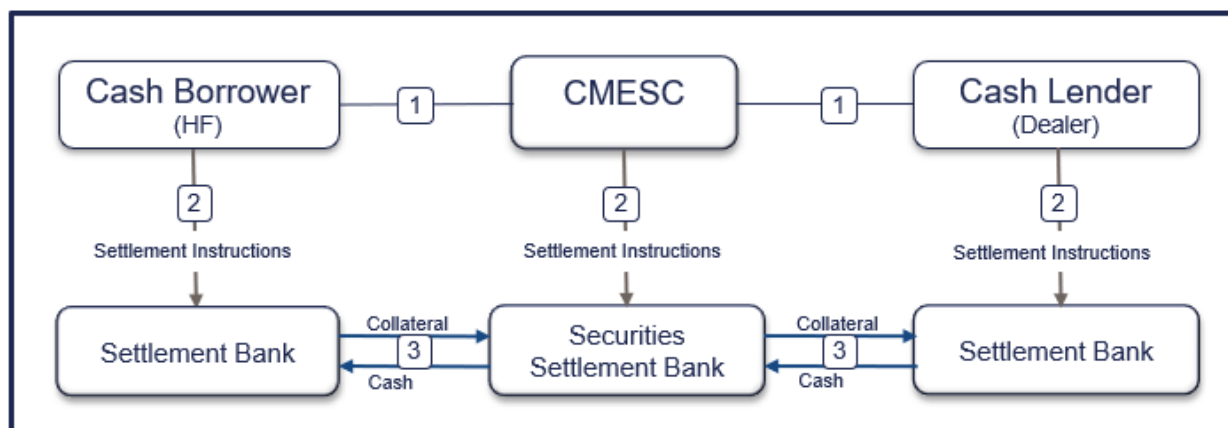 Cash Borrower
(HF)
1
CMESC
1
Cash Lender
(Dealer)
2
2
2
Settlement Instructions
Settlement Instructions
Settlement Instructions
Settlement Bank
Collateral
3
Cash
Securities
Settlement Bank
Collateral
3
Cash
Settlement Bank